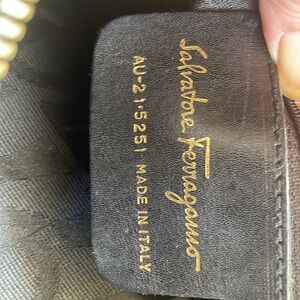 Salvatore Ferragamo
AU-21·5251 MADE IN ITALY